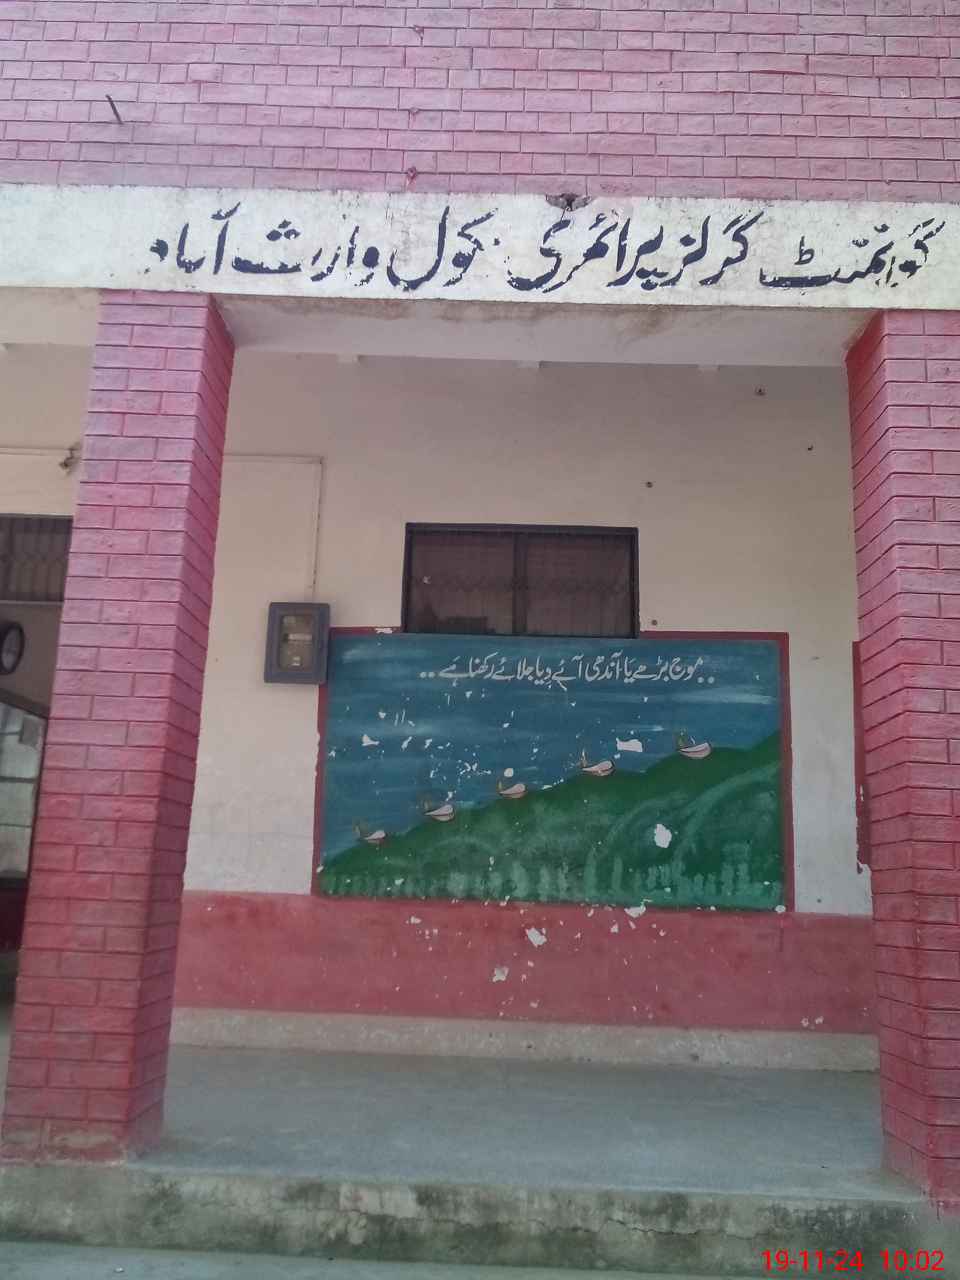 گورنمنٹ گرلز پرائمری سکول وارث آباد
..موج بڑھے یا آندھی آئے دیا جلائے رکھنا ہے..
19-11-24 10:02